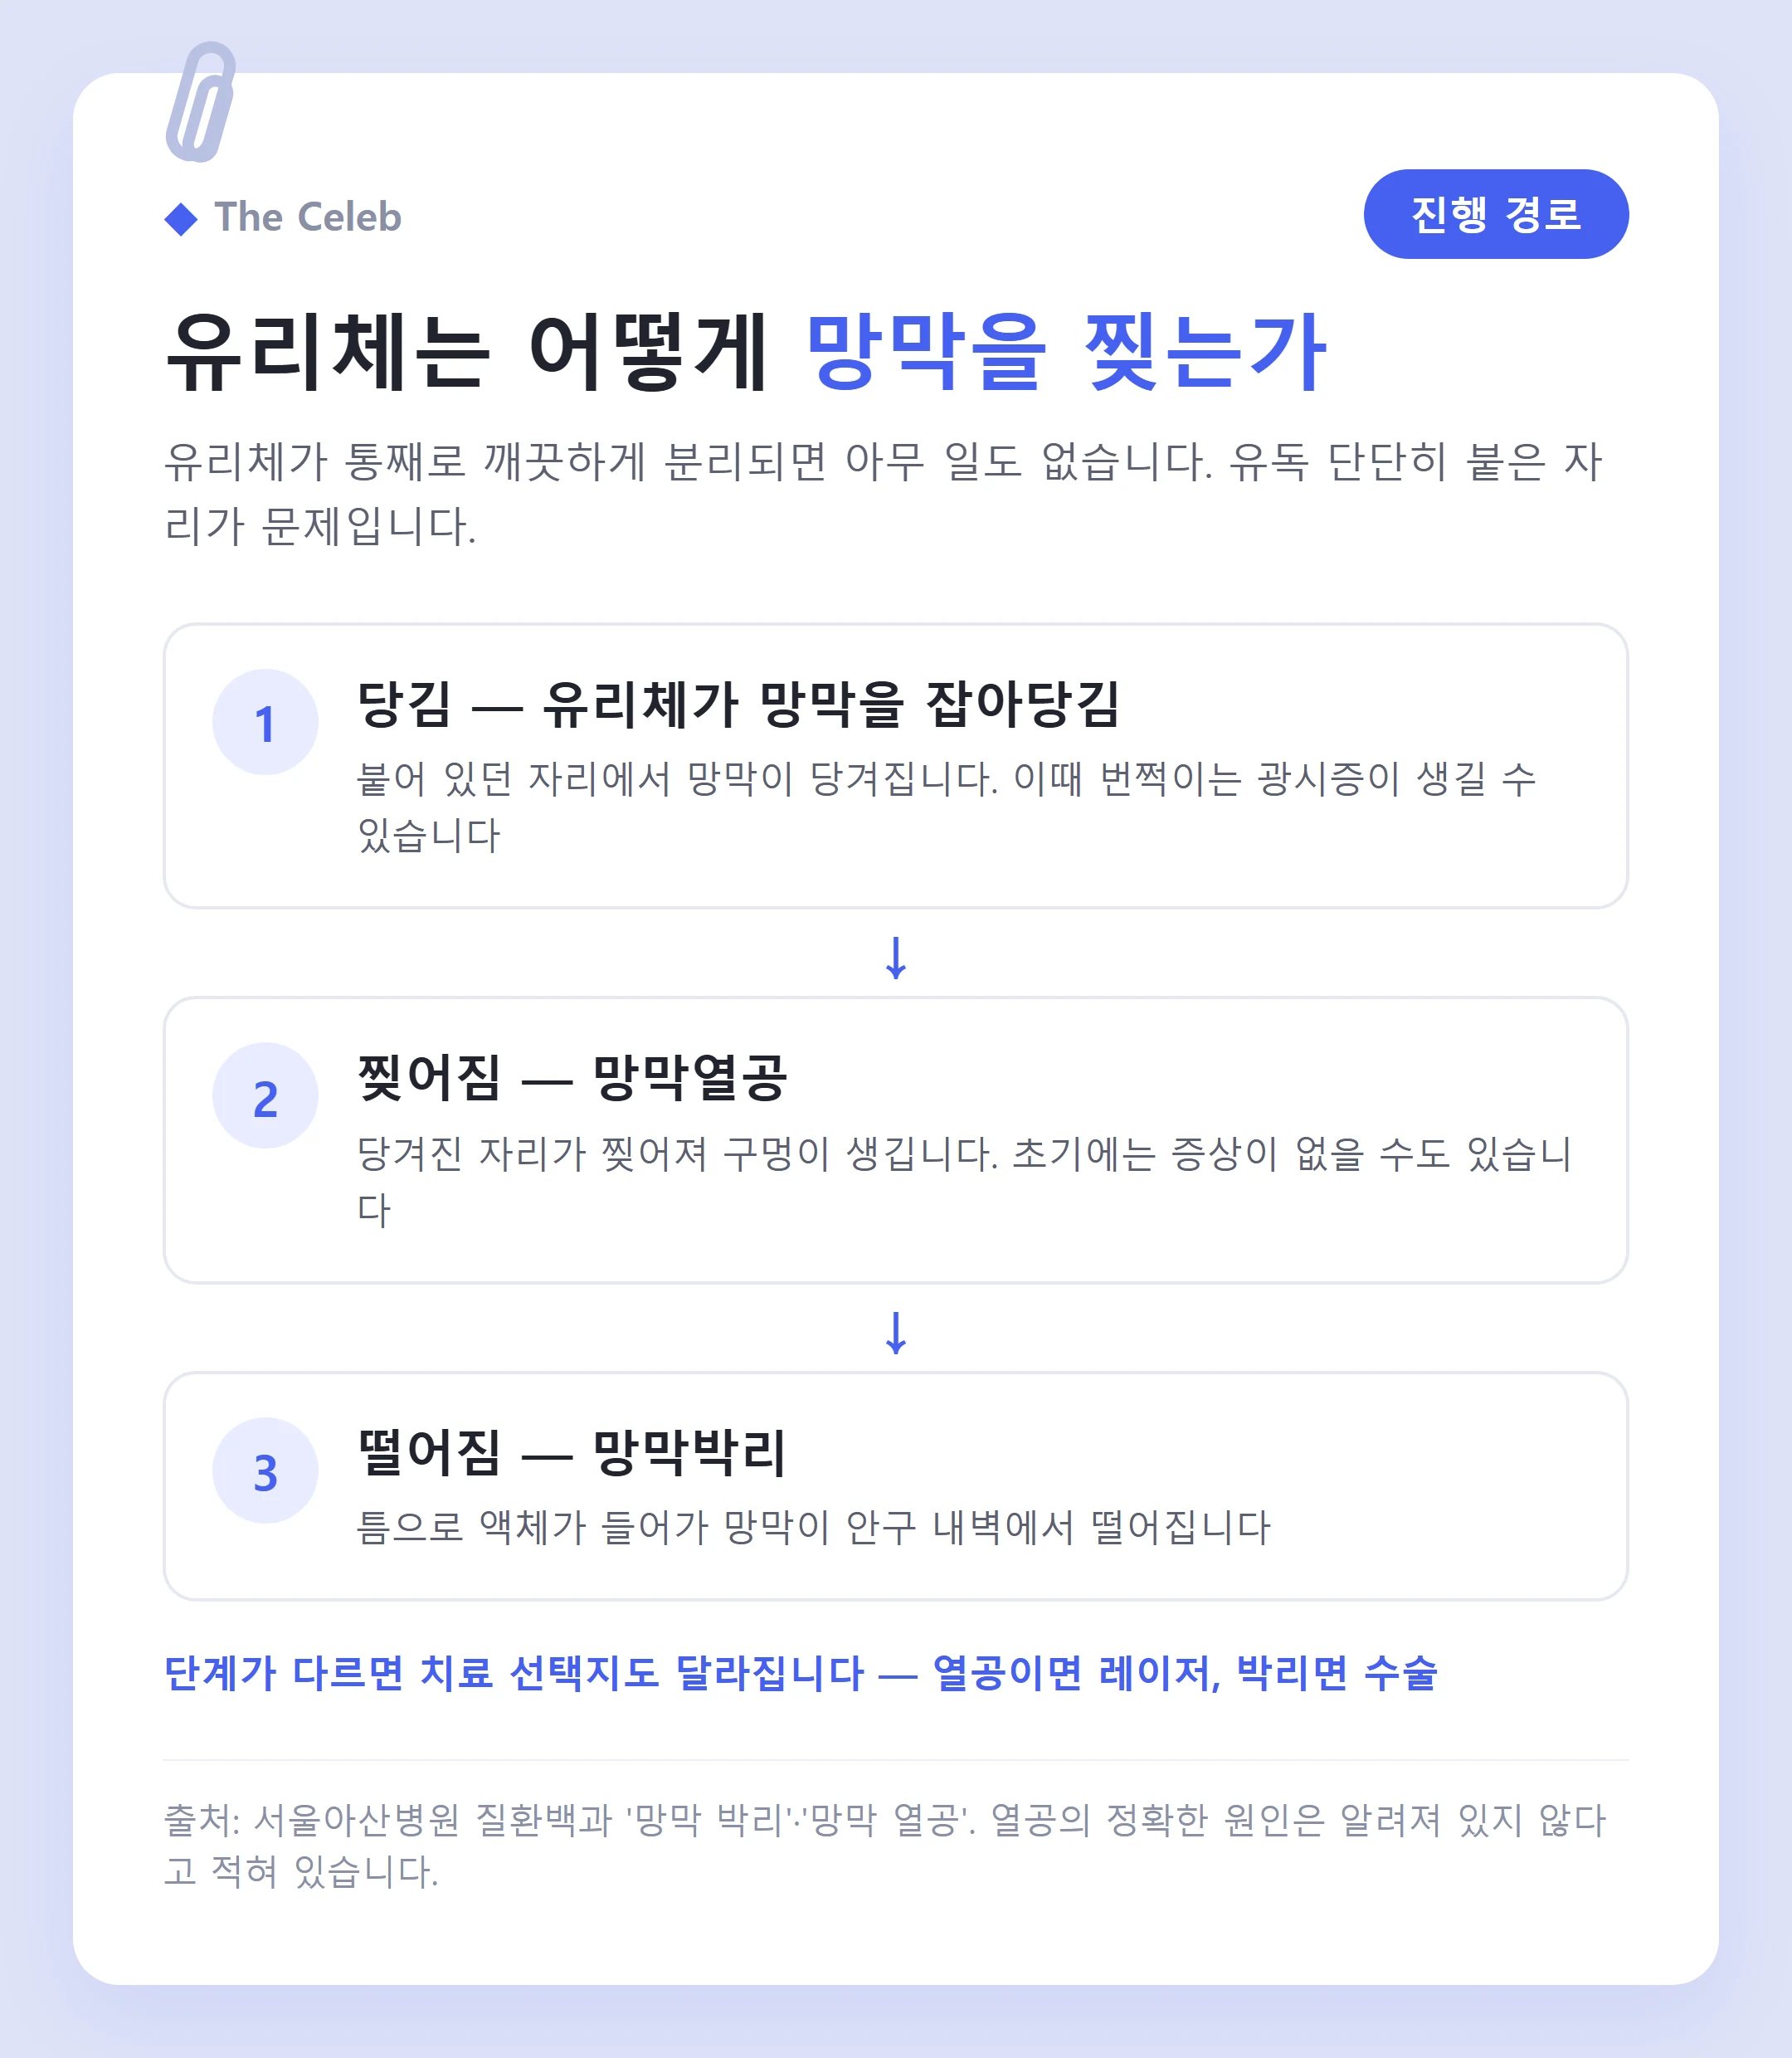 ◆ The Celeb
진행 경로
유리체는 어떻게 망막을 찢는가
유리체가 통째로 깨끗하게 분리되면 아무 일도 없습니다. 유독 단단히 붙은 자
리가 문제입니다.
1
당김 — 유리체가 망막을 잡아당김
붙어 있던 자리에서 망막이 당겨집니다. 이때 번쩍이는 광시증이 생길 수
있습니다
↓
2
찢어짐 — 망막열공
당겨진 자리가 찢어져 구멍이 생깁니다. 초기에는 증상이 없을 수도 있습니
다
↓
3
떨어짐 — 망막박리
틈으로 액체가 들어가 망막이 안구 내벽에서 떨어집니다
단계가 다르면 치료 선택지도 달라집니다 — 열공이면 레이저, 박리면 수술
출처: 서울아산병원 질환백과 '망막 박리'·'망막 열공'. 열공의 정확한 원인은 알려져 있지 않다
고 적혀 있습니다.